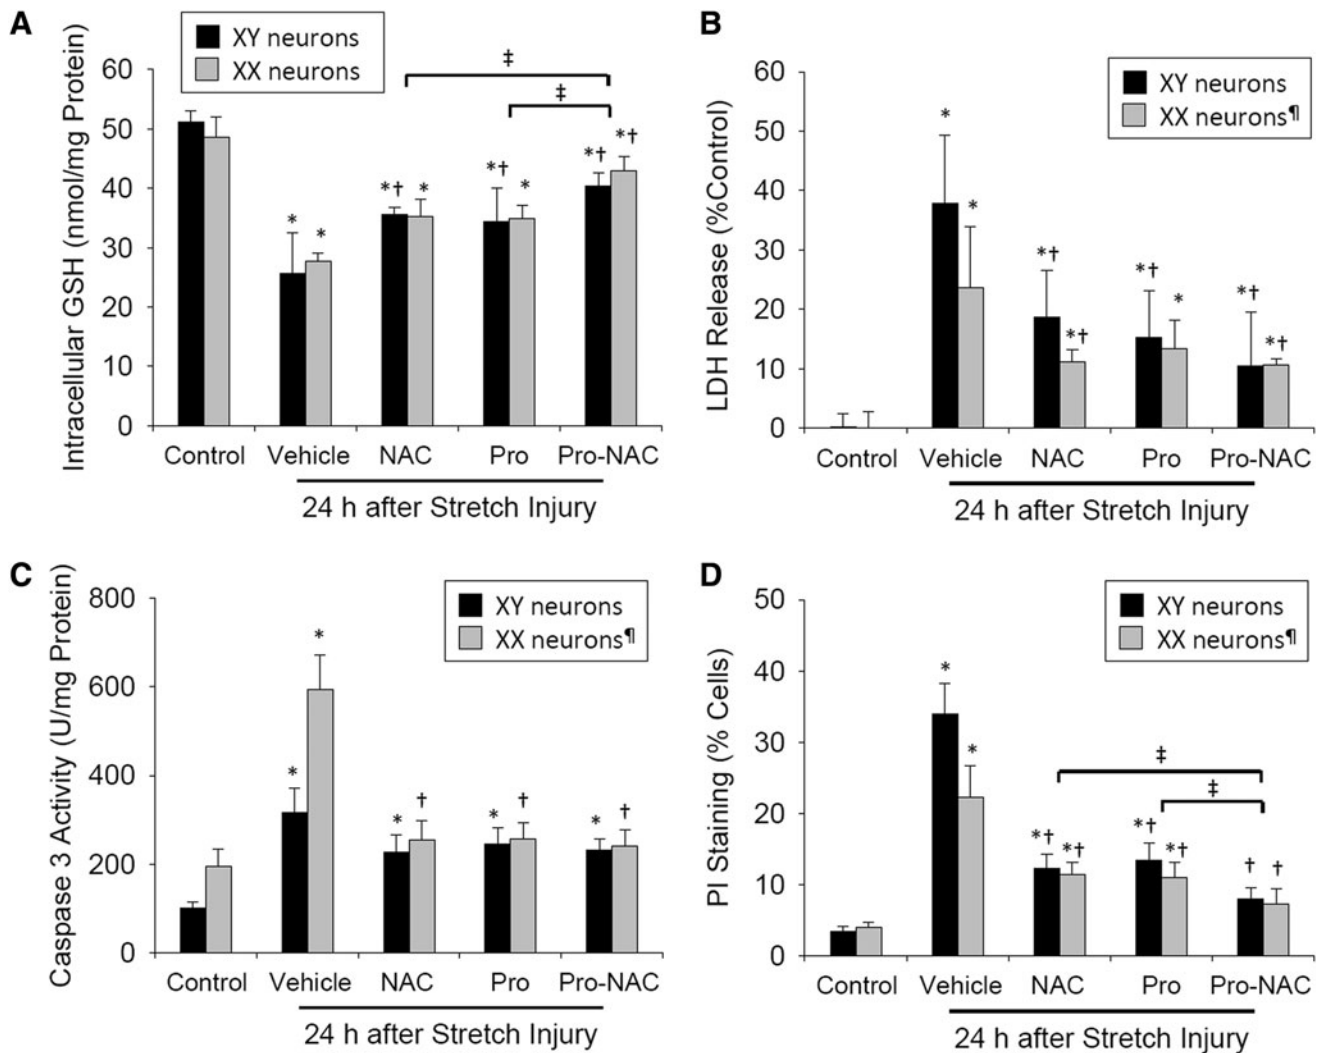 A
XY neurons
XX neurons
Intracellular GSH (nmol/mg Protein)
60
50
40
30
20
10
0
‡
‡
*
*
*†
*
*†
*
*†
*†
Control Vehicle NAC Pro Pro-NAC
24 h after Stretch Injury
B
XY neurons
XX neurons¶
LDH Release (%Control)
60
50
40
30
20
10
0
*
*
*†
*†
*†
*
*†
*†
Control Vehicle NAC Pro Pro-NAC
24 h after Stretch Injury
C
XY neurons
XX neurons¶
Caspase 3 Activity (U/mg Protein)
800
600
400
200
0
*
*
*
†
*
†
*
†
Control Vehicle NAC Pro Pro-NAC
24 h after Stretch Injury
D
XY neurons
XX neurons¶
PI Staining (% Cells)
50
40
30
20
10
0
‡
‡
*
*
*†
*†
*†
*†
†
†
Control Vehicle NAC Pro Pro-NAC
24 h after Stretch Injury